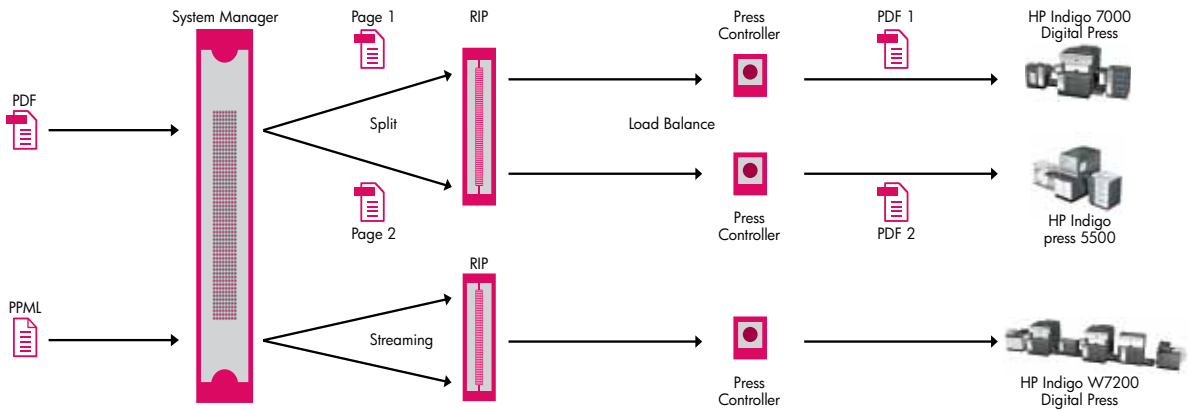 System Manager
Page 1
RIP
Press
Controller
PDF 1
HP Indigo 7000
Digital Press
PDF
Split
Load Balance
Page 2
Press
Controller
PDF 2
HP Indigo
press 5500
RIP
PPML
Streaming
Press
Controller
HP Indigo W7200
Digital Press